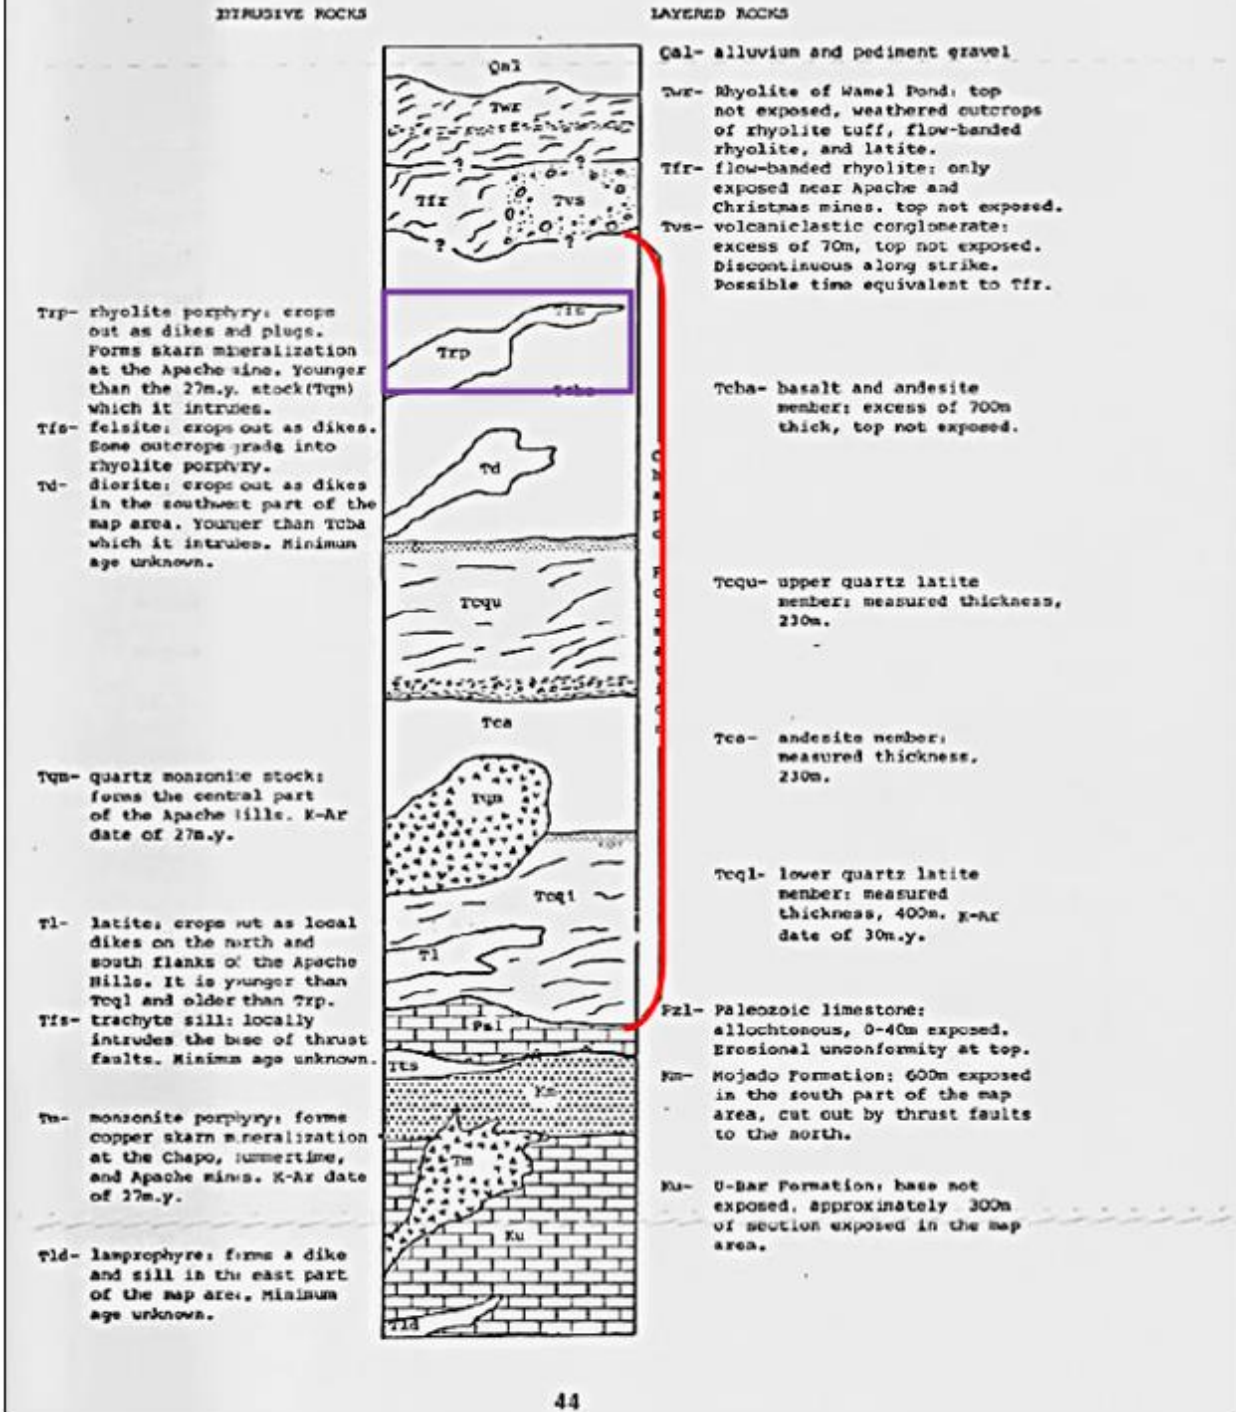 INTRUSIVE ROCKS
LAYERED ROCKS
Qal
Twr
?
?
Tfr
Tvs
?
?
Trp
Td
Tcqu
Tca
Tqm
Tcql
Tl
Pzl
Tts
Km
Tm
Ku
Tld
Chapo Formation
Trp- rhyolite porphyry; crops
out as dikes and plugs.
Forms skarn mineralization
at the Apache mine. Younger
than the 27m.y. stock(Tqm)
which it intrudes.
Tfs- felsite; crops out as dikes.
Some outcrops grade into
rhyolite porphyry.
Td- diorite; crops out as dikes
in the southwest part of the
map area. Younger than Tcba
which it intrudes. Minimum
age unknown.
Tqm- quartz monzonite stock;
forms the central part
of the Apache Hills. K-Ar
date of 27m.y.
Tl- latite; crops out as local
dikes on the north and
south flanks of the Apache
Hills. It is younger than
Tcql and older than Trp.
Tts- trachyte sill; locally
intrudes the base of thrust
faults. Minimum age unknown.
Tm- monzonite porphyry; forms
copper skarn mineralization
at the Chapo, Summertime,
and Apache mines. K-Ar date
of 27m.y.
Tld- lamprophyre; forms a dike
and sill in the east part
of the map area. Minimum
age unknown.
Qal- alluvium and pediment gravel
Twr- Rhyolite of Wamel Pond; top
not exposed, weathered outcrops
of rhyolite tuff, flow-banded
rhyolite, and latite.
Tfr- flow-banded rhyolite; only
exposed near Apache and
Christmas mines. top not exposed.
Tvs- volcaniclastic conglomerate;
excess of 70m, top not exposed.
Discontinuous along strike.
Possible time equivalent to Tfr.
Tcba- basalt and andesite
member; excess of 700m
thick, top not exposed.
Tcqu- upper quartz latite
member; measured thickness,
230m.
Tca- andesite member;
measured thickness,
230m.
Tcql- lower quartz latite
member; measured
thickness, 400m. K-Ar
date of 30m.y.
Pzl- Paleozoic limestone;
allochtonous, 0-40m exposed.
Erosional unconformity at top.
Km- Mojado Formation; 600m exposed
in the south part of the map
area, cut out by thrust faults
to the north.
Ku- U-Bar Formation; base not
exposed, approximately 300m
of section exposed in the map
area.
44